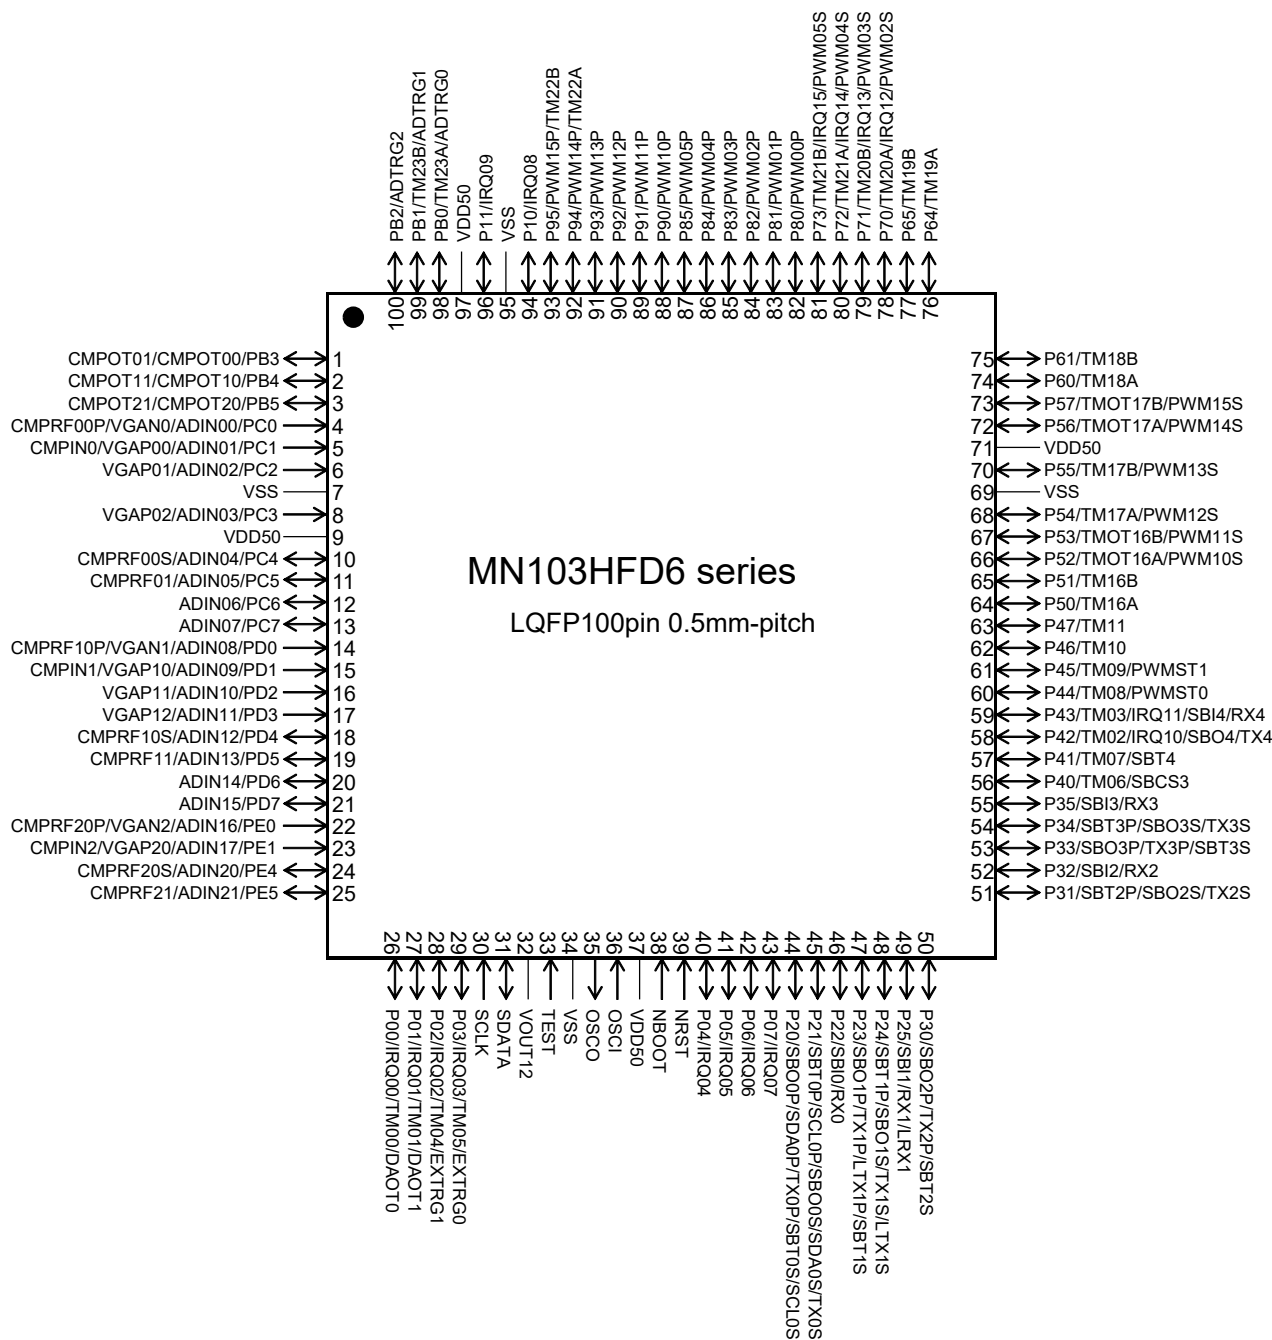 PB2/ADTRG2
PB1/TM23B/ADTRG1
PB0/TM23A/ADTRG0
VDD50
P11/IRQ09
VSS
P10/IRQ08
P95/PWM15P/TM22B
P94/PWM14P/TM22A
P93/PWM13P
P92/PWM12P
P91/PWM11P
P90/PWM10P
P85/PWM05P
P84/PWM04P
P83/PWM03P
P82/PWM02P
P81/PWM01P
P80/PWM00P
P73/TM21B/IRQ15/PWM05S
P72/TM21A/IRQ14/PWM04S
P71/TM20B/IRQ13/PWM03S
P70/TM20A/IRQ12/PWM02S
P65/TM19B
P64/TM19A
100
99
98
97
96
95
94
93
92
91
90
89
88
87
86
85
84
83
82
81
80
79
78
77
76
CMPOT01/CMPOT00/PB3 1
CMPOT11/CMPOT10/PB4 2
CMPOT21/CMPOT20/PB5 3
CMPRF00P/VGAN0/ADIN00/PC0 4
CMPIN0/VGAP00/ADIN01/PC1 5
VGAP01/ADIN02/PC2 6
VSS 7
VGAP02/ADIN03/PC3 8
VDD50 9
CMPRF00S/ADIN04/PC4 10
CMPRF01/ADIN05/PC5 11
ADIN06/PC6 12
ADIN07/PC7 13
CMPRF10P/VGAN1/ADIN08/PD0 14
CMPIN1/VGAP10/ADIN09/PD1 15
VGAP11/ADIN10/PD2 16
VGAP12/ADIN11/PD3 17
CMPRF10S/ADIN12/PD4 18
CMPRF11/ADIN13/PD5 19
ADIN14/PD6 20
ADIN15/PD7 21
CMPRF20P/VGAN2/ADIN16/PE0 22
CMPIN2/VGAP20/ADIN17/PE1 23
CMPRF20S/ADIN20/PE4 24
CMPRF21/ADIN21/PE5 25
MN103HFD6 series
LQFP100pin 0.5mm-pitch
75 P61/TM18B
74 P60/TM18A
73 P57/TMOT17B/PWM15S
72 P56/TMOT17A/PWM14S
71 VDD50
70 P55/TM17B/PWM13S
69 VSS
68 P54/TM17A/PWM12S
67 P53/TMOT16B/PWM11S
66 P52/TMOT16A/PWM10S
65 P51/TM16B
64 P50/TM16A
63 P47/TM11
62 P46/TM10
61 P45/TM09/PWMST1
60 P44/TM08/PWMST0
59 P43/TM03/IRQ11/SBI4/RX4
58 P42/TM02/IRQ10/SBO4/TX4
57 P41/TM07/SBT4
56 P40/TM06/SBCS3
55 P35/SBI3/RX3
54 P34/SBT3P/SBO3S/TX3S
53 P33/SBO3P/TX3P/SBT3S
52 P32/SBI2/RX2
51 P31/SBT2P/SBO2S/TX2S
26
27
28
29
30
31
32
33
34
35
36
37
38
39
40
41
42
43
44
45
46
47
48
49
50
P00/IRQ00/TM00/DAOT0
P01/IRQ01/TM01/DAOT1
P02/IRQ02/TM04/EXTRG1
P03/IRQ03/TM05/EXTRG0
SCLK
SDATA
VOUT12
TEST
VSS
OSCO
OSCI
VDD50
NBOOT
NRST
P04/IRQ04
P05/IRQ05
P06/IRQ06
P07/IRQ07
P20/SBO0P/SDA0P/TX0P/SBT0S/SCL0S
P21/SBT0P/SCL0P/SBO0S/SDA0S/TX0S
P22/SBI0/RX0
P23/SBO1P/TX1P/LTX1P/SBT1S
P24/SBT1P/SBO1S/TX1S/LTX1S
P25/SBI1/RX1/LRX1
P30/SBO2P/TX2P/SBT2S